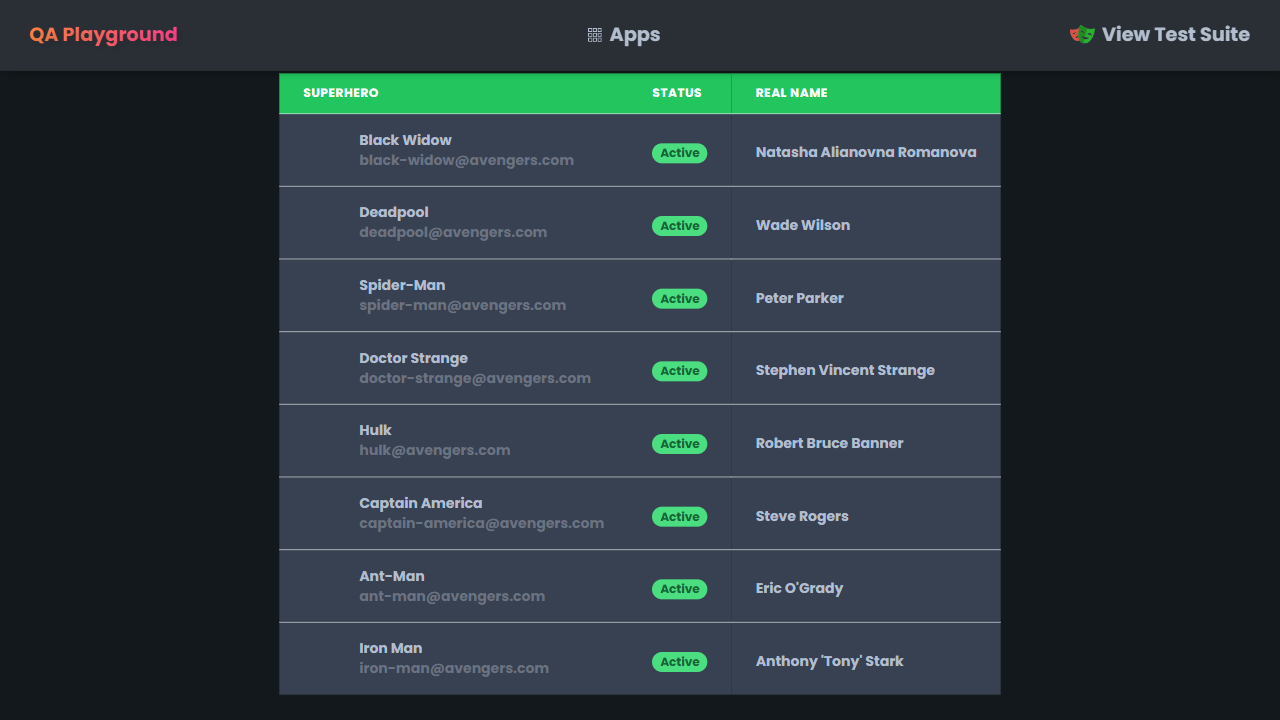 QA Playground
Apps
View Test Suite
SUPERHERO STATUS REAL NAME
Black Widow
black-widow@avengers.com
Active
Natasha Alianovna Romanova
Deadpool
deadpool@avengers.com
Active
Wade Wilson
Spider-Man
spider-man@avengers.com
Active
Peter Parker
Doctor Strange
doctor-strange@avengers.com
Active
Stephen Vincent Strange
Hulk
hulk@avengers.com
Active
Robert Bruce Banner
Captain America
captain-america@avengers.com
Active
Steve Rogers
Ant-Man
ant-man@avengers.com
Active
Eric O'Grady
Iron Man
iron-man@avengers.com
Active
Anthony 'Tony' Stark